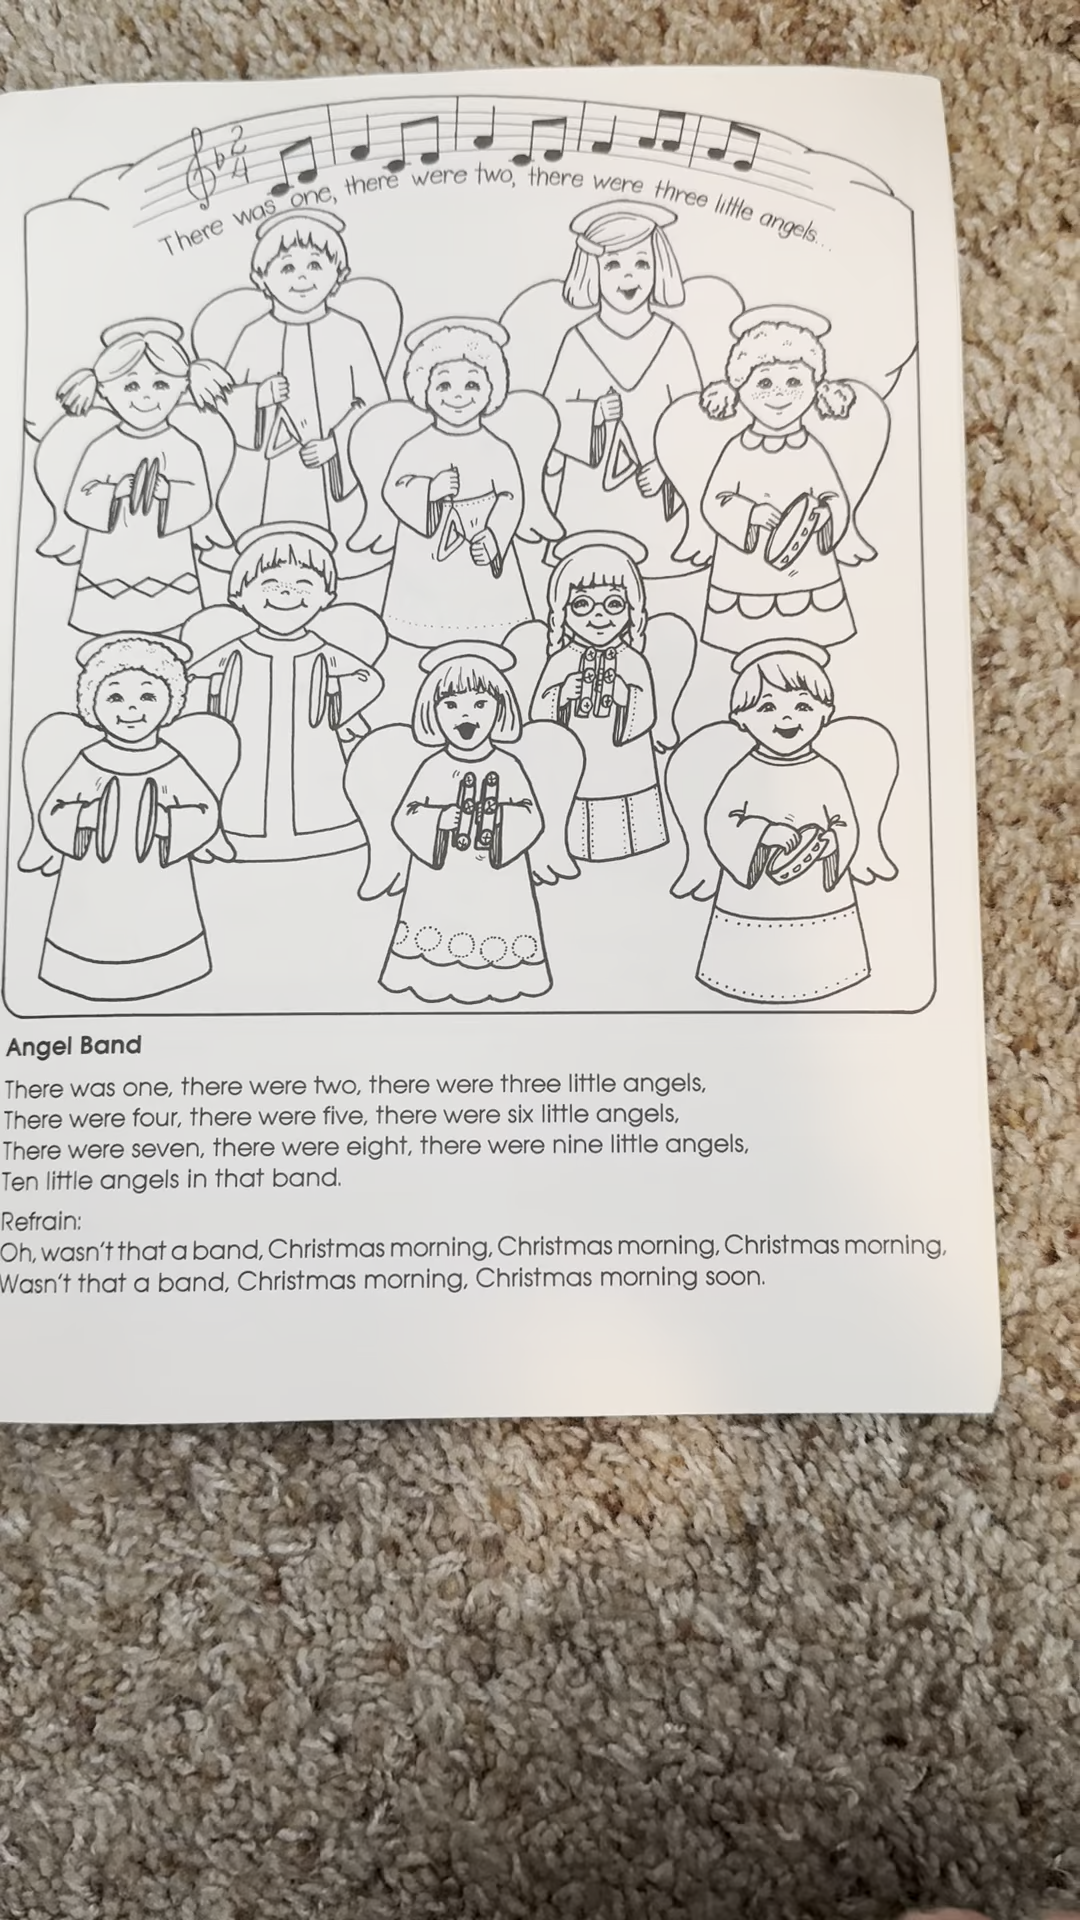 2
4
There was one, there were two, there were three little angels...
Angel Band
There was one, there were two, there were three little angels,
There were four, there were five, there were six little angels,
There were seven, there were eight, there were nine little angels,
Ten little angels in that band.
Refrain:
Oh, wasn't that a band, Christmas morning, Christmas morning, Christmas morning,
Wasn't that a band, Christmas morning, Christmas morning soon.